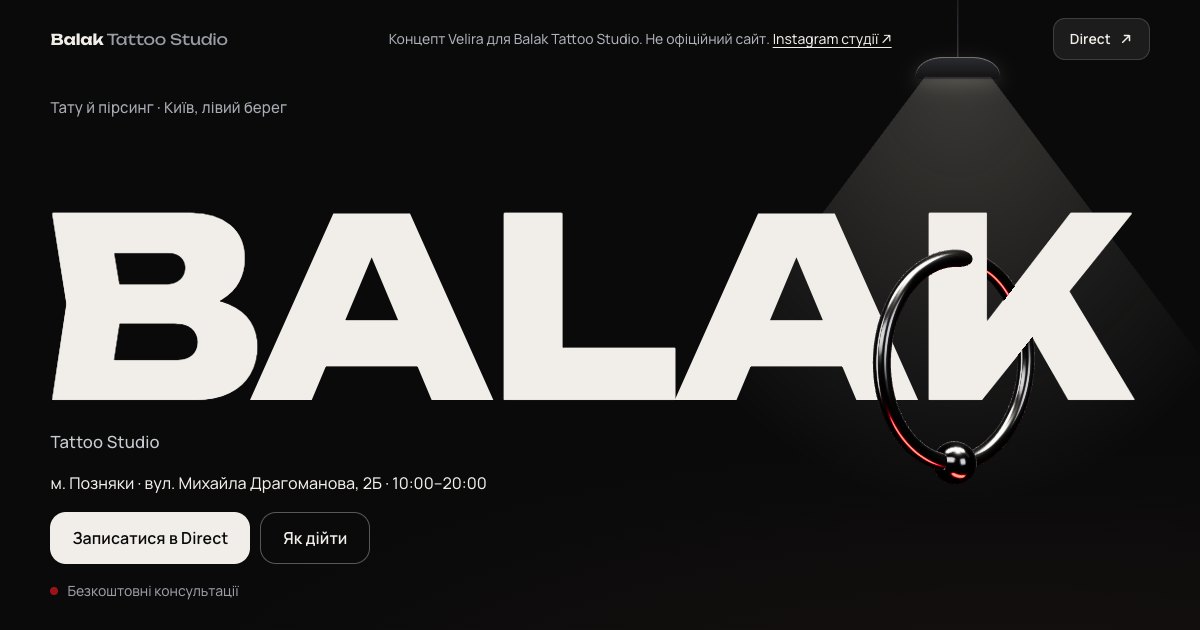 Balak Tattoo Studio
Концепт Velira для Balak Tattoo Studio. Не офіційний сайт. Instagram студії ↗
Direct ↗
Тату й пірсинг · Київ, лівий берег
BALAK
Tattoo Studio
м. Позняки · вул. Михайла Драгоманова, 2Б · 10:00–20:00
Записатися в Direct
Як дійти
Безкоштовні консультації